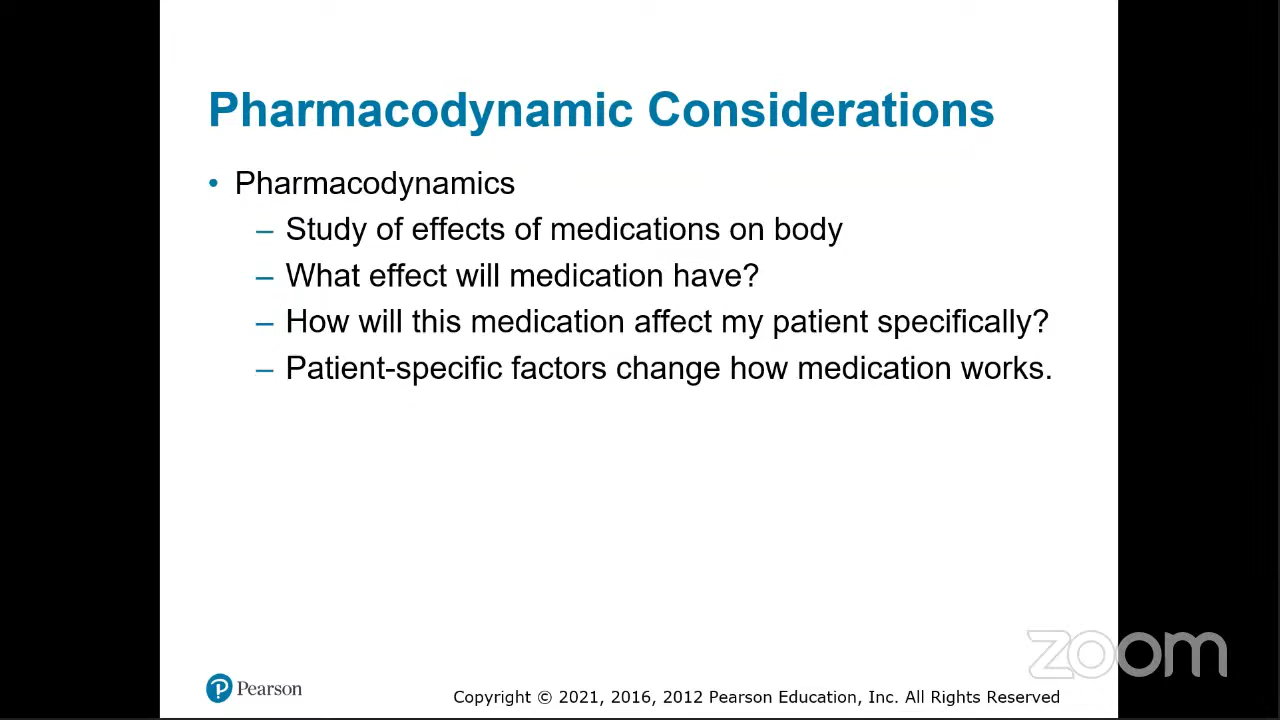 Pharmacodynamic Considerations
• Pharmacodynamics
– Study of effects of medications on body
– What effect will medication have?
– How will this medication affect my patient specifically?
– Patient-specific factors change how medication works.
zoom
Pearson
Copyright © 2021, 2016, 2012 Pearson Education, Inc. All Rights Reserved